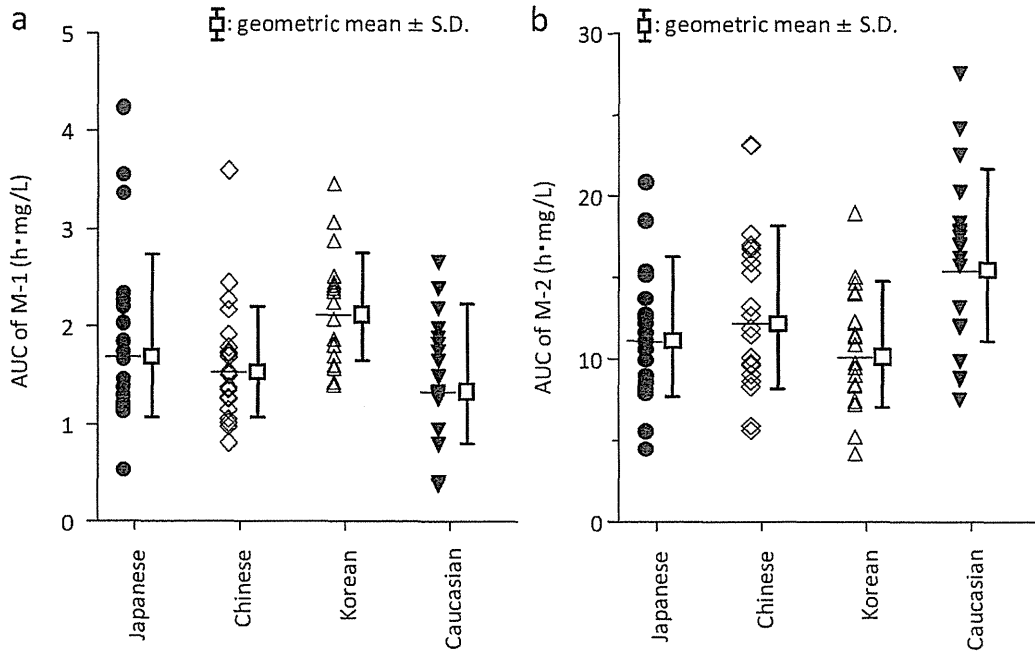 a
: geometric mean ± S.D.
AUC of M-1 (h·mg/L)
5
4
3
2
1
0
Japanese
Chinese
Korean
Caucasian
b
: geometric mean ± S.D.
AUC of M-2 (h·mg/L)
30
20
10
0
Japanese
Chinese
Korean
Caucasian